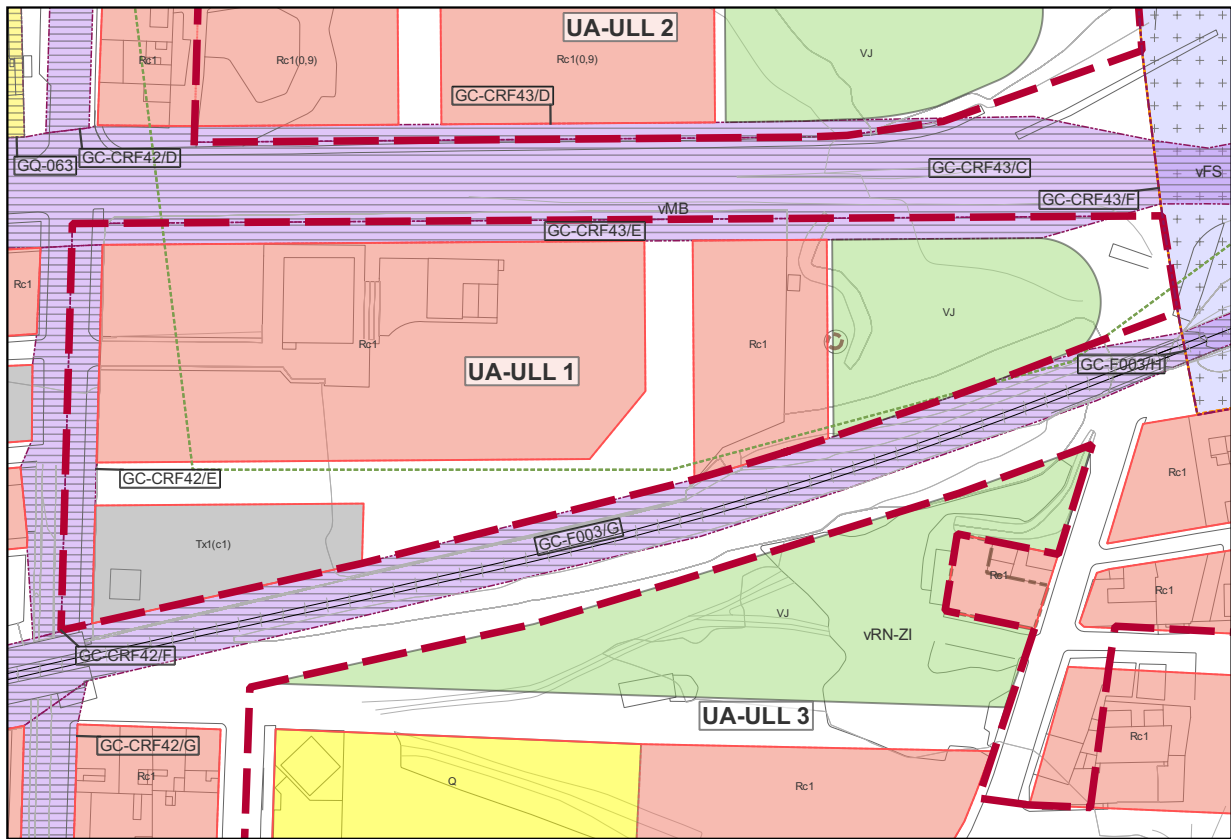 UA-ULL 2
Rc1
Rc1(0,9)
Rc1(0,9)
VJ
GC-CRF43/D
GQ-063
GC-CRF42/D
GC-CRF43/C
vFS
GC-CRF43/F
vMB
GC-CRF43/E
Rc1
Rc1
UA-ULL 1
Rc1
VJ
GC-F003/H
GC-CRF42/E
Rc1
Tx1(c1)
GC-F003/G
Rc1
Rc1
VJ
vRN-ZI
GC-CRF42/F
UA-ULL 3
GC-CRF42/G
Rc1
Rc1
Q
Rc1